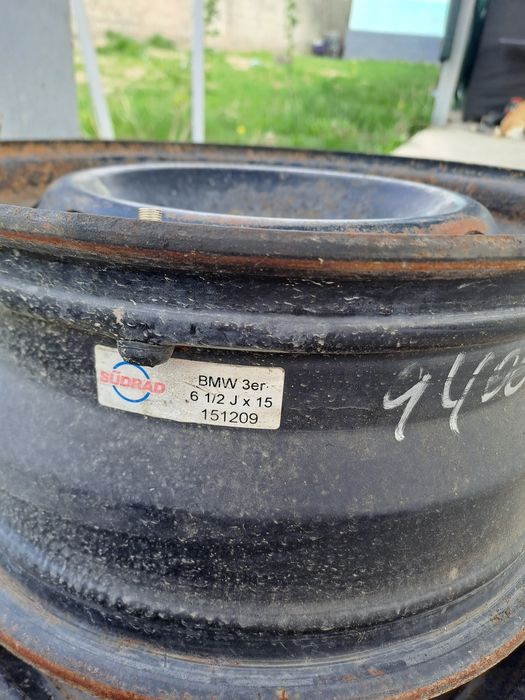 SÜDRAD
BMW 3er
6 1/2 J x 15
151209